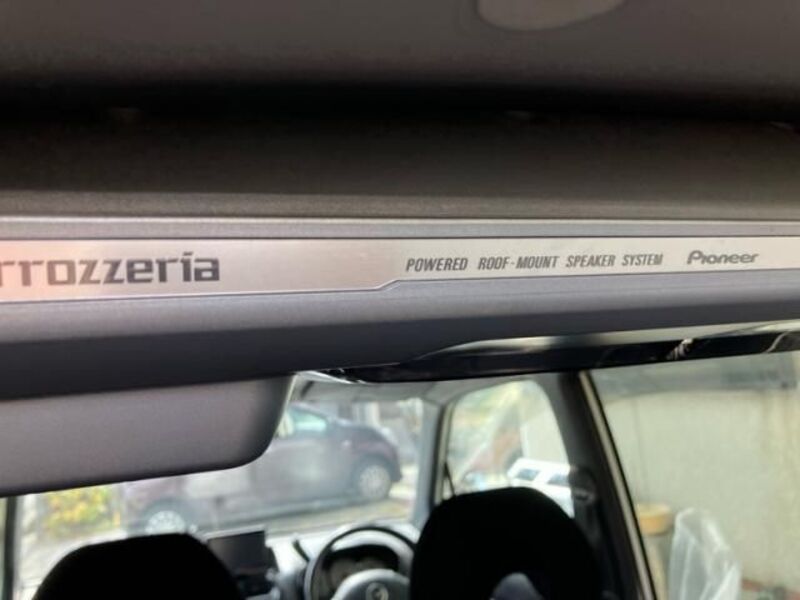 rrozzeria POWERED ROOF-MOUNT SPEAKER SYSTEM Pioneer